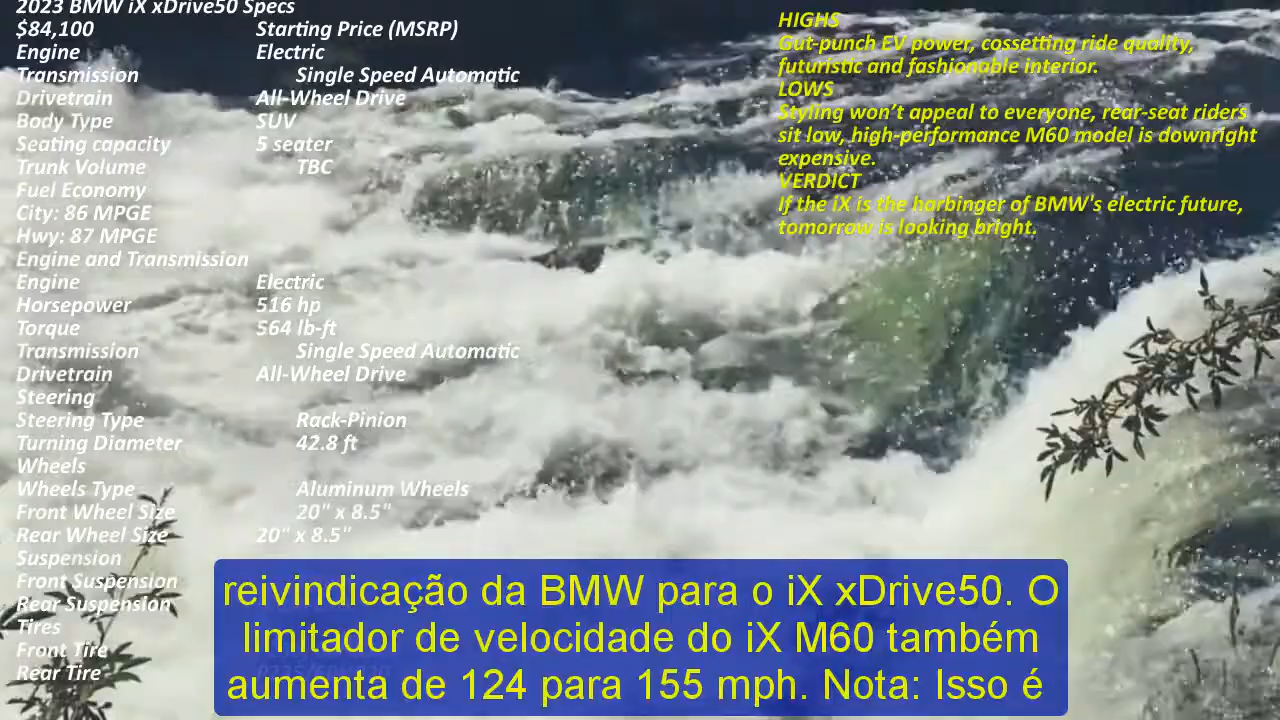 2023 BMW iX xDrive50 Specs
$84,100 Starting Price (MSRP)
Engine Electric
Transmission Single Speed Automatic
Drivetrain All-Wheel Drive
Body Type SUV
Seating capacity 5 seater
Trunk Volume TBC
Fuel Economy
City: 86 MPGE
Hwy: 87 MPGE
Engine and Transmission
Engine Electric
Horsepower 516 hp
Torque 564 lb-ft
Transmission Single Speed Automatic
Drivetrain All-Wheel Drive
Steering
Steering Type Rack-Pinion
Turning Diameter 42.8 ft
Wheels
Wheels Type Aluminum Wheels
Front Wheel Size 20" x 8.5"
Rear Wheel Size 20" x 8.5"
Suspension
Front Suspension
Rear Suspension
Tires
Front Tire
Rear Tire
HIGHS
Gut-punch EV power, cossetting ride quality,
futuristic and fashionable interior.
LOWS
Styling won’t appeal to everyone, rear-seat riders
sit low, high-performance M60 model is downright
expensive.
VERDICT
If the iX is the harbinger of BMW's electric future,
tomorrow is looking bright.
reivindicação da BMW para o iX xDrive50. O
limitador de velocidade do iX M60 também
aumenta de 124 para 155 mph. Nota: Isso é